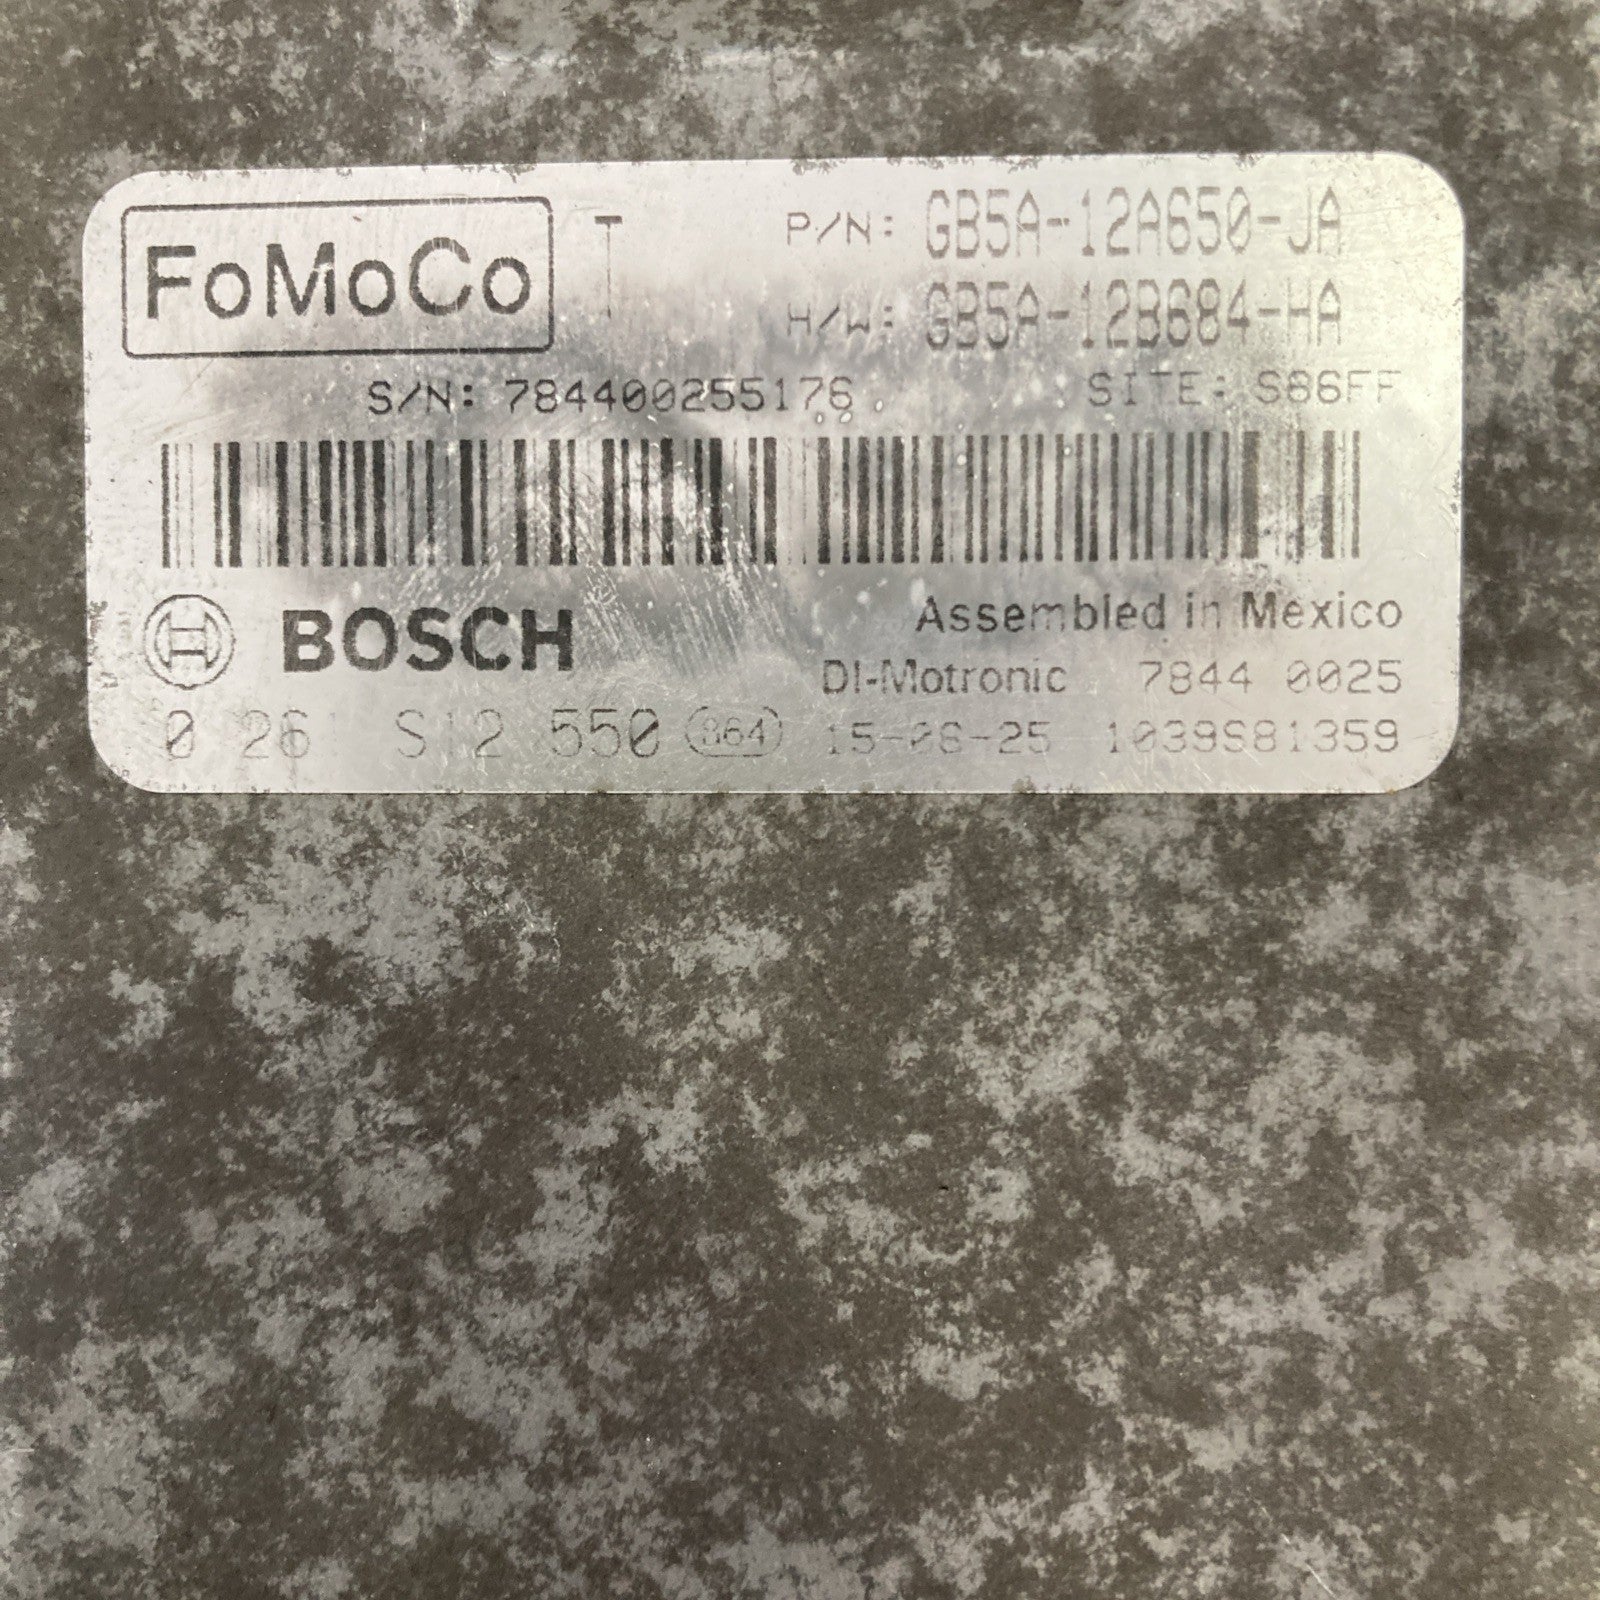 FoMoCo T P/N: GB5A-12A650-JA
H/W: GB5A-12B684-HA
S/N: 784400255176 SITE: S86FF
BOSCH Assembled in Mexico
DI-Motronic 7844 0025
0 261 S12 550 864 15-06-25 1039S81359